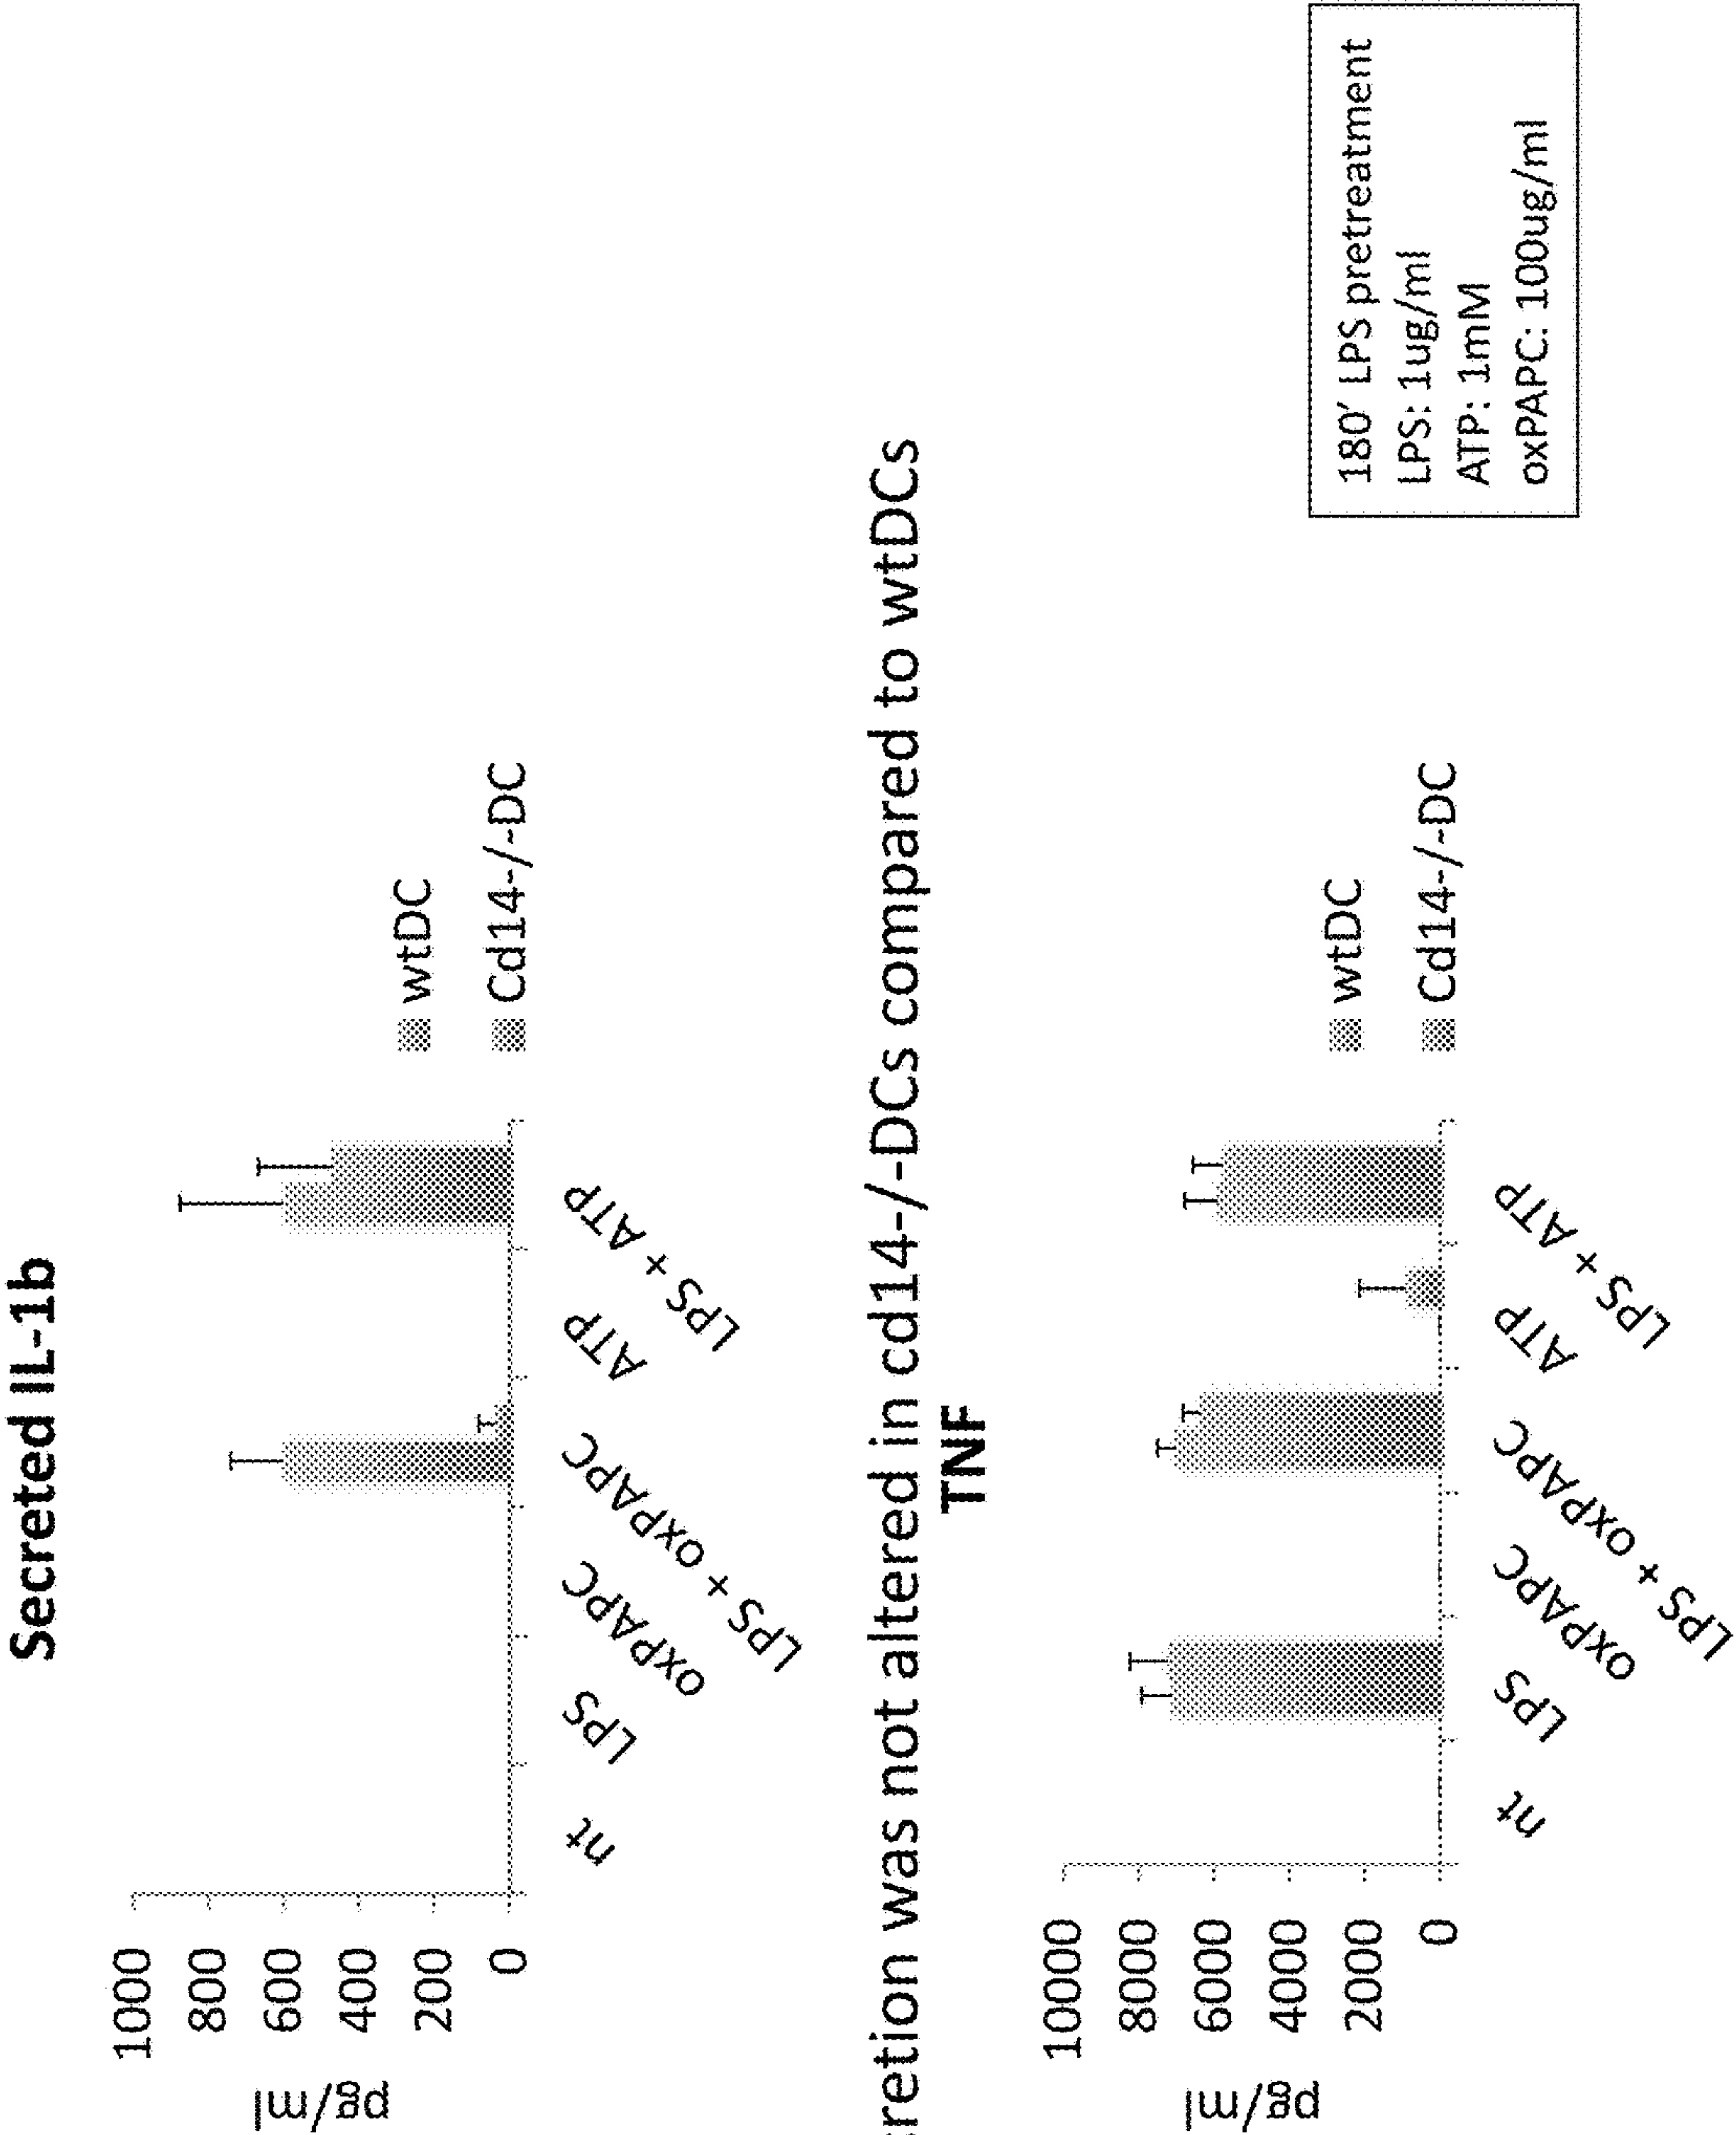 Secreted IL-1b
pg/ml
1000
800
600
400
200
0
nt
LPS
oxPAPC
LPS + oxPAPC
ATP
LPS + ATP
wtDC
Cd14-/-DC
was not altered in cd14-/-DCs compared to wtDCs
TNF
pg/ml
10000
8000
6000
4000
2000
0
nt
LPS
oxPAPC
LPS + oxPAPC
ATP
LPS + ATP
wtDC
Cd14-/-DC
180’ LPS pretreatment
LPS: 1ug/ml
ATP: 1mM
oxPAPC: 100ug/ml